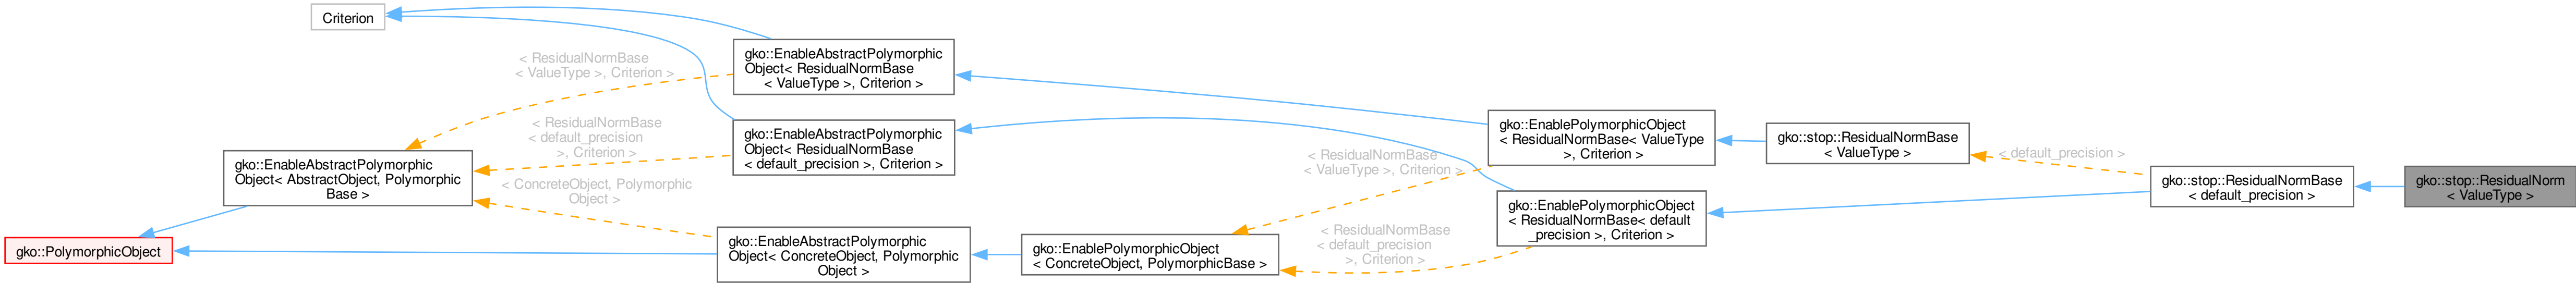 Criterion
gko::EnableAbstractPolymorphic
Object< ResidualNormBase
< ValueType >, Criterion >
< ResidualNormBase
< ValueType >, Criterion >
gko::EnableAbstractPolymorphic
Object< ResidualNormBase
< default_precision >, Criterion >
< ResidualNormBase
< default_precision
>, Criterion >
gko::EnableAbstractPolymorphic
Object< AbstractObject, Polymorphic
Base >
< ConcreteObject, Polymorphic
Object >
gko::PolymorphicObject
gko::EnableAbstractPolymorphic
Object< ConcreteObject, Polymorphic
Object >
gko::EnablePolymorphicObject
< ConcreteObject, PolymorphicBase >
< ResidualNormBase
< ValueType >, Criterion >
< ResidualNormBase
< default_precision
>, Criterion >
gko::EnablePolymorphicObject
< ResidualNormBase< ValueType
>, Criterion >
gko::EnablePolymorphicObject
< ResidualNormBase< default
_precision >, Criterion >
gko::stop::ResidualNormBase
< ValueType >
< default_precision >
gko::stop::ResidualNormBase
< default_precision >
gko::stop::ResidualNorm
< ValueType >